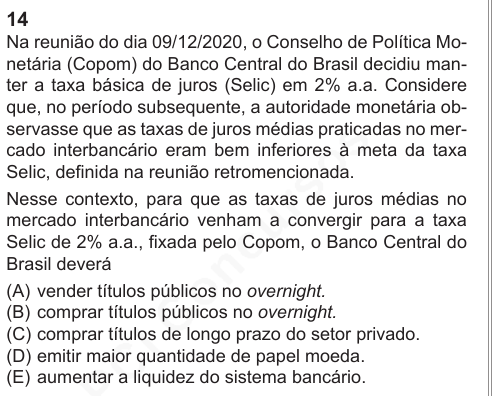 14
Na reunião do dia 09/12/2020, o Conselho de Política Mo-
netária (Copom) do Banco Central do Brasil decidiu man-
ter a taxa básica de juros (Selic) em 2% a.a. Considere
que, no período subsequente, a autoridade monetária ob-
servasse que as taxas de juros médias praticadas no mer-
cado interbancário eram bem inferiores à meta da taxa
Selic, definida na reunião retromencionada.
Nesse contexto, para que as taxas de juros médias no
mercado interbancário venham a convergir para a taxa
Selic de 2% a.a., fixada pelo Copom, o Banco Central do
Brasil deverá
(A) vender títulos públicos no overnight.
(B) comprar títulos públicos no overnight.
(C) comprar títulos de longo prazo do setor privado.
(D) emitir maior quantidade de papel moeda.
(E) aumentar a liquidez do sistema bancário.